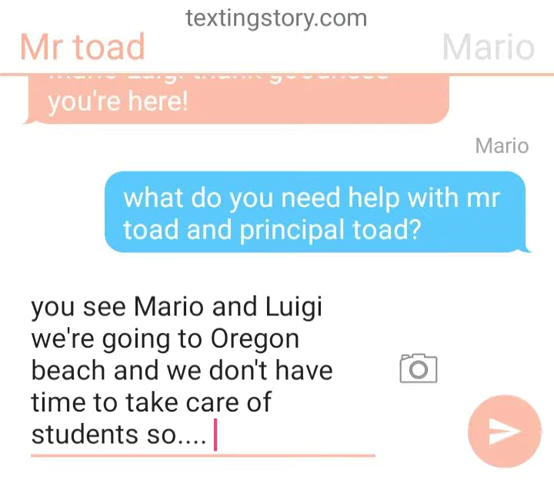 textingstory.com
Mr toad
Mario
you're here!
Mario
what do you need help with mr
toad and principal toad?
you see Mario and Luigi
we're going to Oregon
beach and we don't have
time to take care of
students so....